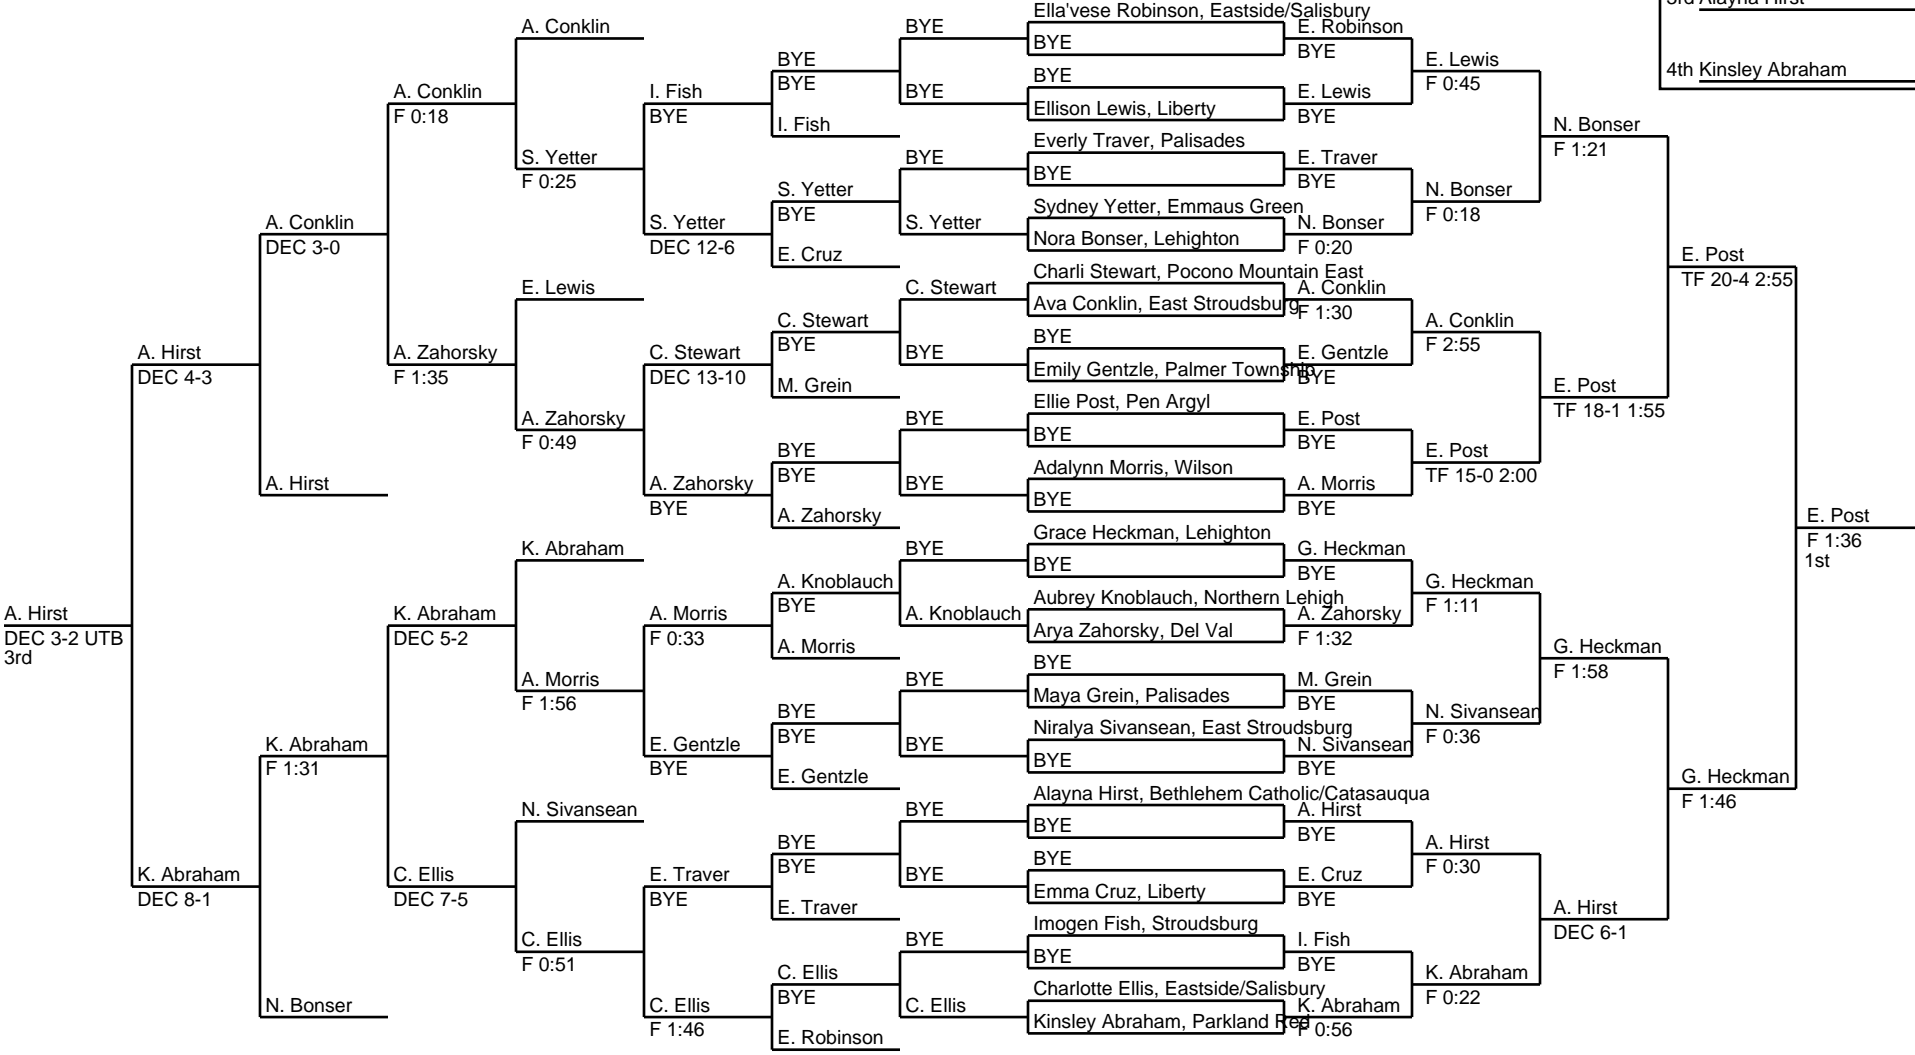 3rd Alayna Hirst
4th Kinsley Abraham
A. Hirst
DEC 3-2 UTB
3rd
A. Hirst
DEC 4-3
K. Abraham
DEC 8-1
A. Conklin
DEC 3-0
A. Hirst
K. Abraham
F 1:31
N. Bonser
A. Conklin
F 0:18
A. Zahorsky
F 1:35
K. Abraham
DEC 5-2
C. Ellis
DEC 7-5
A. Conklin
S. Yetter
F 0:25
E. Lewis
A. Zahorsky
F 0:49
K. Abraham
A. Morris
F 1:56
N. Sivansean
C. Ellis
F 0:51
I. Fish
BYE
S. Yetter
DEC 12-6
C. Stewart
DEC 13-10
A. Zahorsky
BYE
A. Morris
F 0:33
E. Gentzle
BYE
E. Traver
BYE
C. Ellis
F 1:46
BYE
BYE
I. Fish
S. Yetter
BYE
E. Cruz
C. Stewart
BYE
M. Grein
BYE
BYE
A. Zahorsky
A. Knoblauch
BYE
A. Morris
BYE
BYE
E. Gentzle
BYE
BYE
E. Traver
C. Ellis
BYE
E. Robinson
BYE
BYE
BYE
S. Yetter
C. Stewart
BYE
BYE
BYE
BYE
A. Knoblauch
BYE
BYE
BYE
BYE
BYE
C. Ellis
Ella'vese Robinson, Eastside/Salisbury
BYE
BYE
Ellison Lewis, Liberty
Everly Traver, Palisades
BYE
Sydney Yetter, Emmaus Green
Nora Bonser, Lehighton
Charli Stewart, Pocono Mountain East
Ava Conklin, East Stroudsburg
BYE
Emily Gentzle, Palmer Township
Ellie Post, Pen Argyl
BYE
Adalynn Morris, Wilson
BYE
Grace Heckman, Lehighton
BYE
Aubrey Knoblauch, Northern Lehigh
Arya Zahorsky, Del Val
BYE
Maya Grein, Palisades
Niralya Sivansean, East Stroudsburg
BYE
Alayna Hirst, Bethlehem Catholic/Catasauqua
BYE
BYE
Emma Cruz, Liberty
Imogen Fish, Stroudsburg
BYE
Charlotte Ellis, Eastside/Salisbury
Kinsley Abraham, Parkland Red
E. Robinson
BYE
E. Lewis
BYE
E. Traver
BYE
N. Bonser
F 0:20
A. Conklin
F 1:30
E. Gentzle
BYE
E. Post
BYE
A. Morris
BYE
G. Heckman
BYE
A. Zahorsky
F 1:32
M. Grein
BYE
N. Sivansean
BYE
A. Hirst
BYE
E. Cruz
BYE
I. Fish
BYE
K. Abraham
F 0:56
E. Lewis
F 0:45
N. Bonser
F 0:18
A. Conklin
F 2:55
E. Post
TF 15-0 2:00
G. Heckman
F 1:11
N. Sivansean
F 0:36
A. Hirst
F 0:30
K. Abraham
F 0:22
N. Bonser
F 1:21
E. Post
TF 18-1 1:55
G. Heckman
F 1:58
A. Hirst
DEC 6-1
E. Post
TF 20-4 2:55
G. Heckman
F 1:46
E. Post
F 1:36
1st